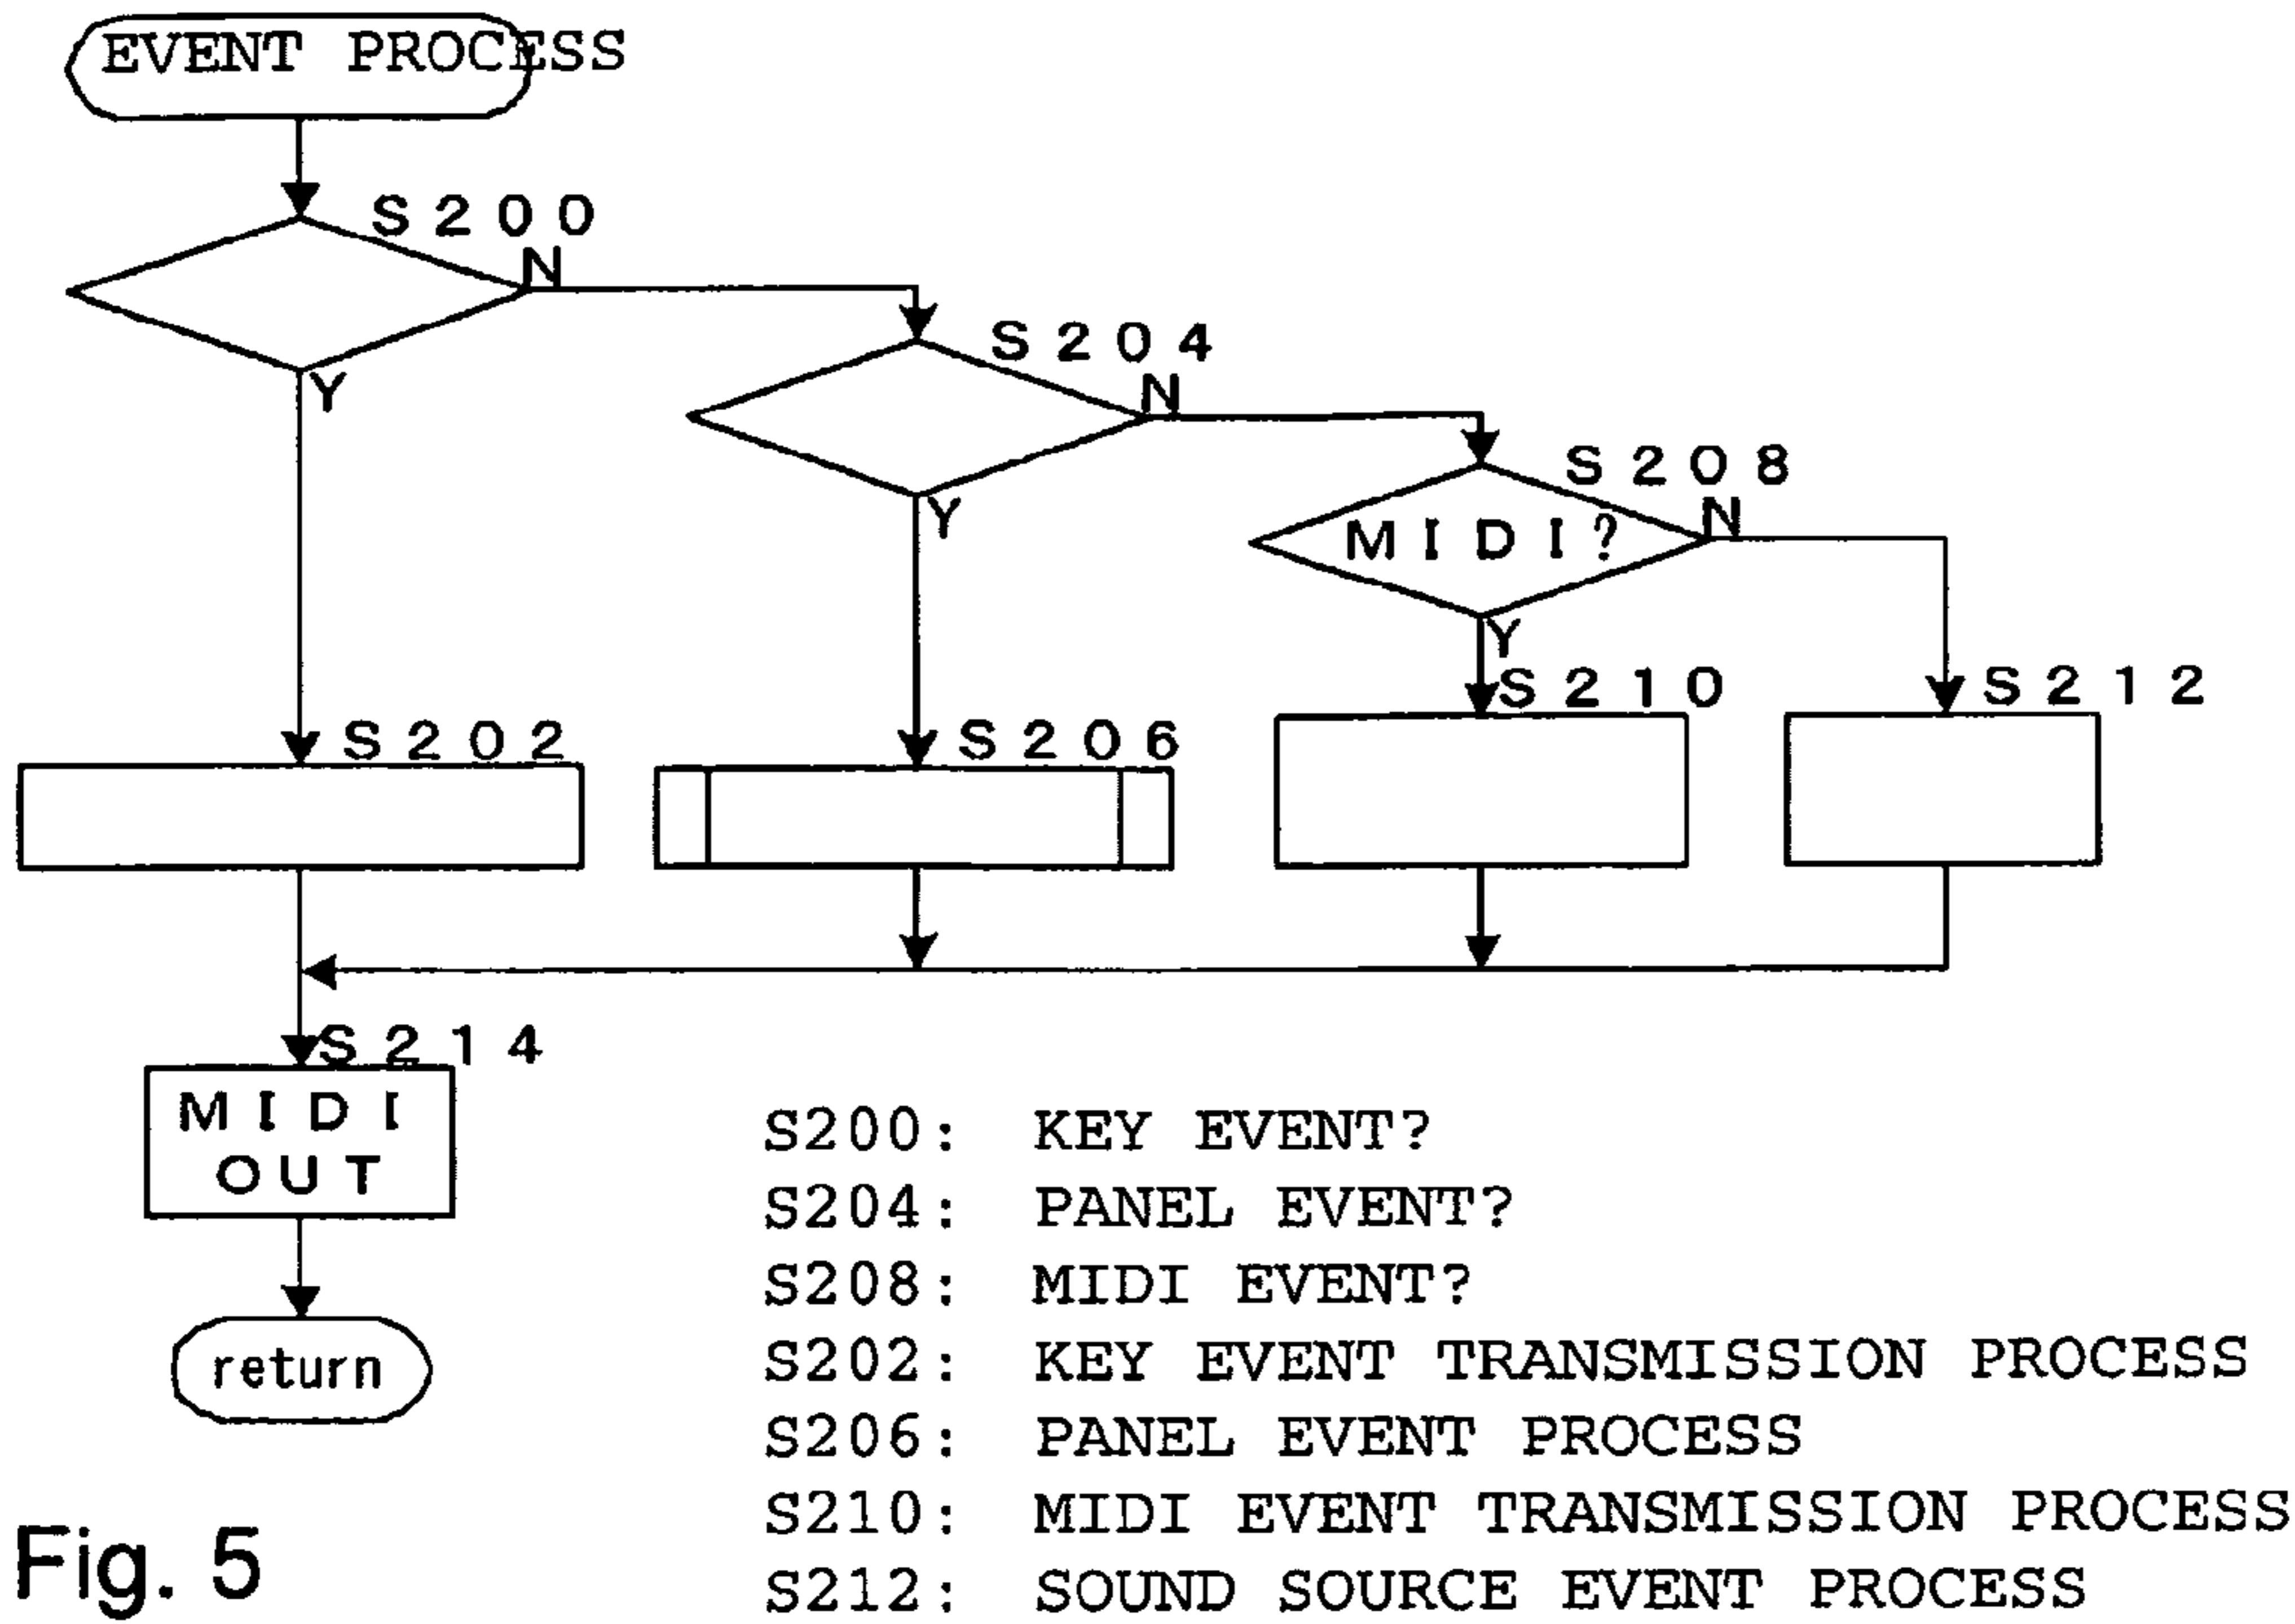 EVENT PROCESS
S200
N
Y
S204
N
Y
S208
N
MIDI?
Y
S210
S212
S202
S206
S214
MIDI
OUT
return
S200: KEY EVENT?
S204: PANEL EVENT?
S208: MIDI EVENT?
S202: KEY EVENT TRANSMISSION PROCESS
S206: PANEL EVENT PROCESS
S210: MIDI EVENT TRANSMISSION PROCESS
S212: SOUND SOURCE EVENT PROCESS
Fig. 5